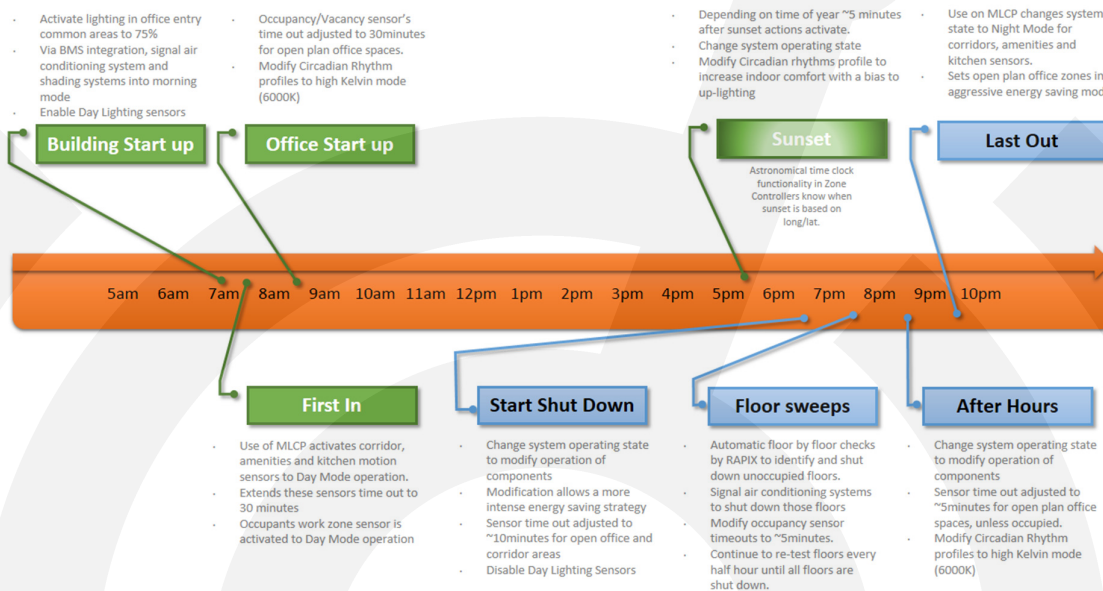 · Activate lighting in office entry
common areas to 75%
· Via BMS integration, signal air
conditioning system and
shading systems into morning
mode
· Enable Day Lighting sensors
Building Start up
· Occupancy/Vacancy sensor's
time out adjusted to 30minutes
for open plan office spaces.
· Modify Circadian Rhythm
profiles to high Kelvin mode
(6000K)
Office Start up
· Depending on time of year ~5 minutes
after sunset actions activate.
· Change system operating state
· Modify Circadian rhythms profile to
increase indoor comfort with a bias to
up-lighting
Sunset
Astronomical time clock
functionality in Zone
Controllers know when
sunset is based on
long/lat.
· Use on MLCP changes system
state to Night Mode for
corridors, amenities and
kitchen sensors.
· Sets open plan office zones in
aggressive energy saving mod
Last Out
5am 6am 7am 8am 9am 10am 11am 12pm 1pm 2pm 3pm 4pm 5pm 6pm 7pm 8pm 9pm 10pm
First In
· Use of MLCP activates corridor,
amenities and kitchen motion
sensors to Day Mode operation.
· Extends these sensors time out to
30 minutes
· Occupants work zone sensor is
activated to Day Mode operation
Start Shut Down
· Change system operating state
to modify operation of
components
· Modification allows a more
intense energy saving strategy
· Sensor time out adjusted to
~10minutes for open office and
corridor areas
· Disable Day Lighting Sensors
Floor sweeps
· Automatic floor by floor checks
by RAPIX to identify and shut
down unoccupied floors.
· Signal air conditioning systems
to shut down those floors
· Modify occupancy sensor
timeouts to ~5minutes.
· Continue to re-test floors every
half hour until all floors are
shut down.
After Hours
· Change system operating state
to modify operation of
components
· Sensor time out adjusted to
~5minutes for open plan office
spaces, unless occupied.
· Modify Circadian Rhythm
profiles to high Kelvin mode
(6000K)